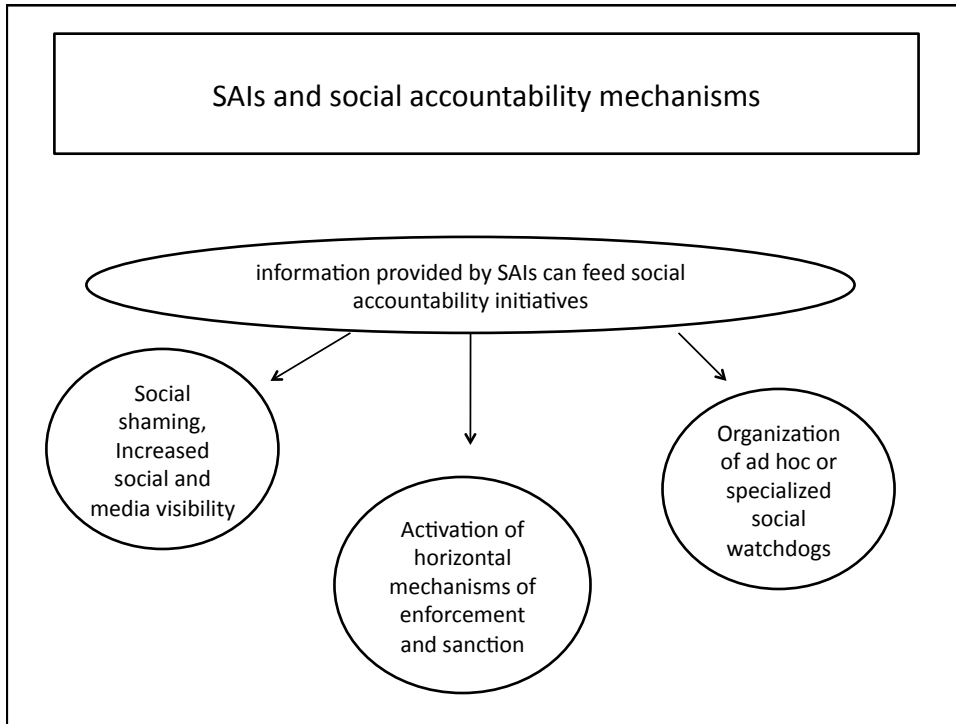 SAIs and social accountability mechanisms
information provided by SAIs can feed social
accountability initiatives
Social
shaming,
Increased
social and
media visibility
Activation of
horizontal
mechanisms of
enforcement
and sanction
Organization
of ad hoc or
specialized
social
watchdogs